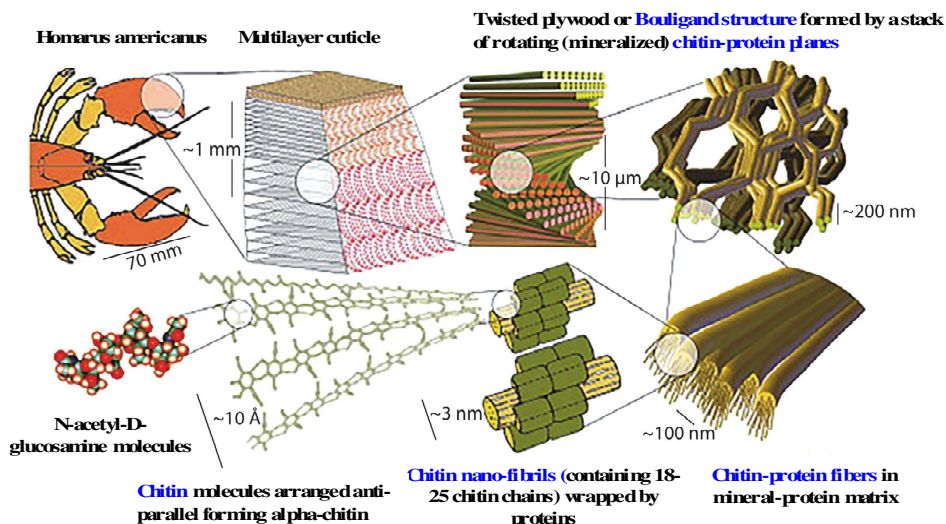 Homarus americanus
Multilayer cuticle
Twisted plywood or Bouligand structure formed by a stack
of rotating (mineralized) chitin-protein planes
~1 mm
~10 μm
~200 nm
70 mm
~10 Å
~3 nm
~100 nm
N-acetyl-D-
glucosamine molecules
Chitin molecules arranged anti-
parallel forming alpha-chitin
Chitin nano-fibrils (containing 18-
25 chitin chains) wrapped by
proteins
Chitin-protein fibers in
mineral-protein matrix